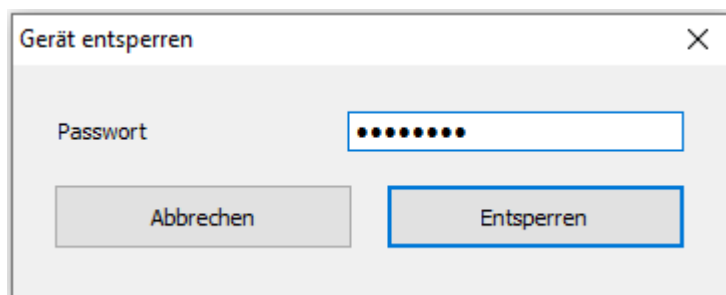 Gerät entsperren
Passwort ••••••••
Abbrechen Entsperren